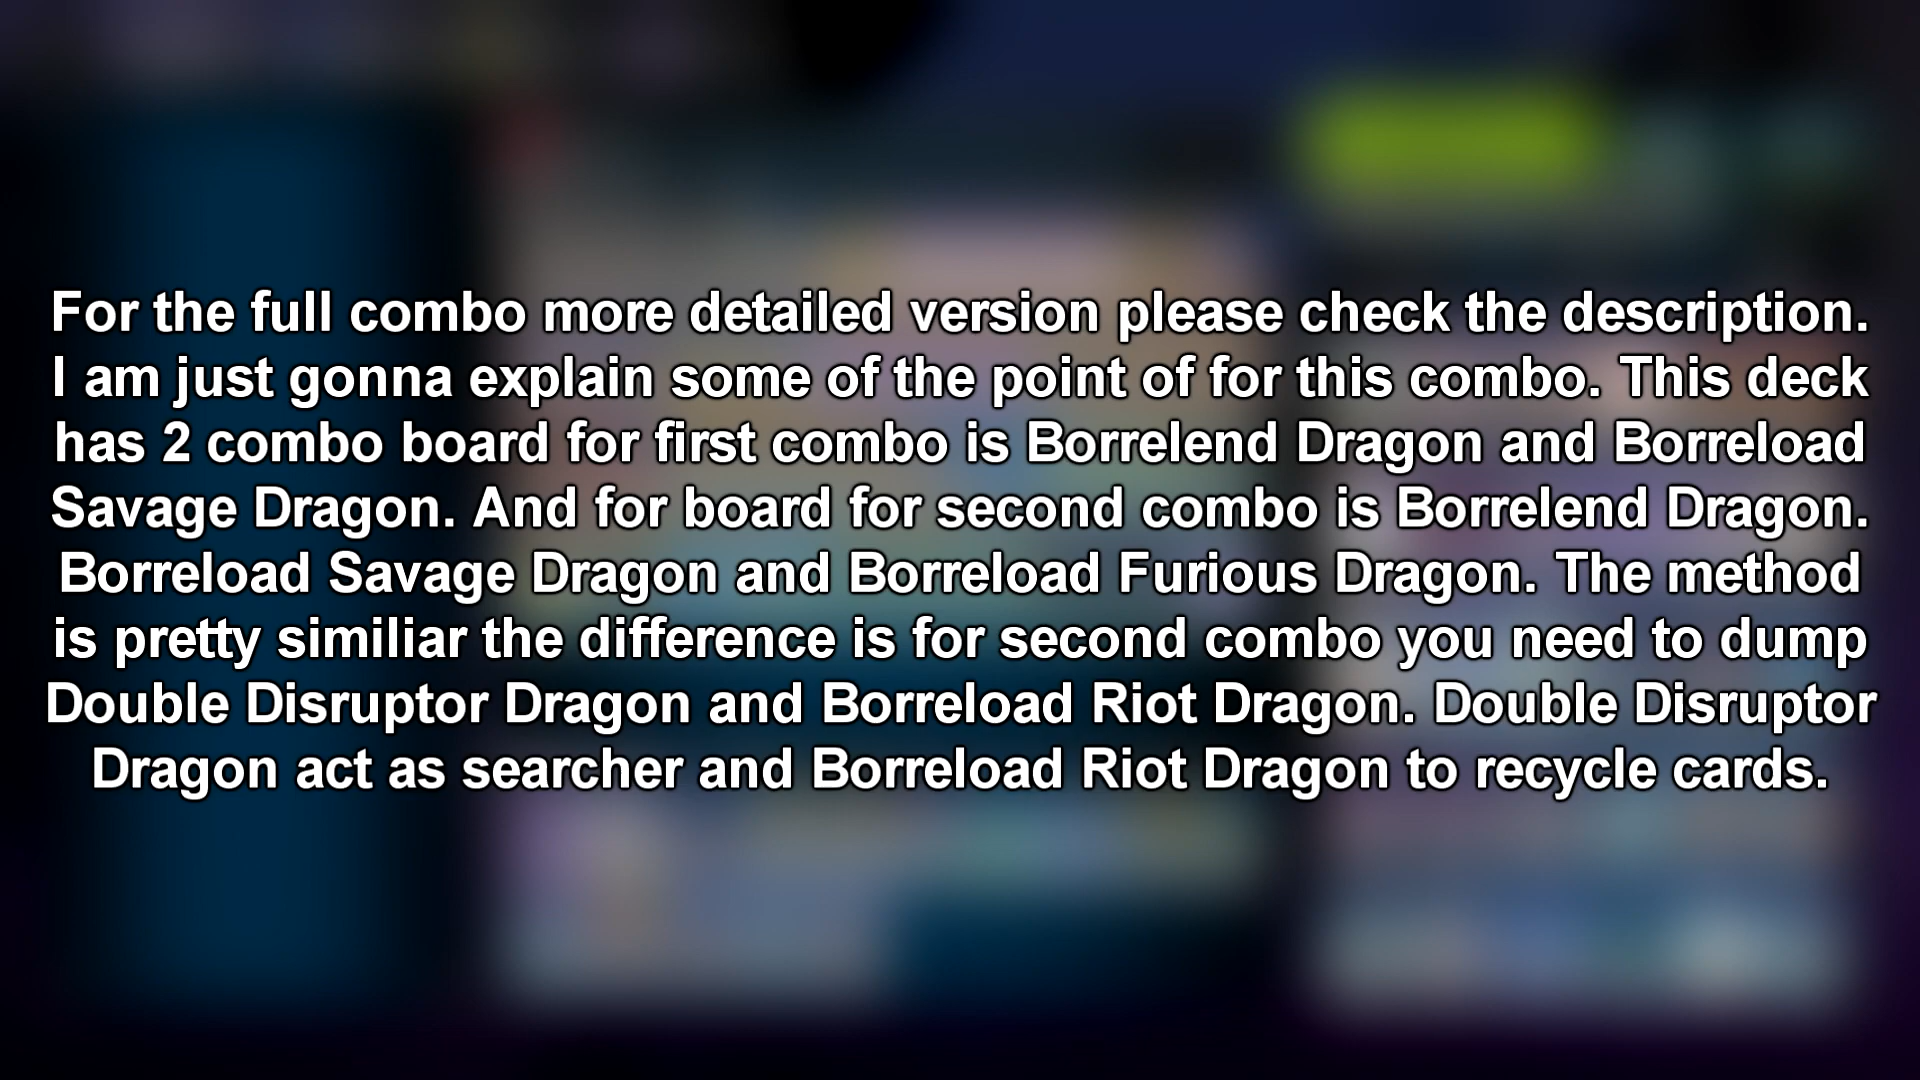 For the full combo more detailed version please check the description.
I am just gonna explain some of the point of for this combo. This deck
has 2 combo board for first combo is Borrelend Dragon and Borreload
Savage Dragon. And for board for second combo is Borrelend Dragon.
Borreload Savage Dragon and Borreload Furious Dragon. The method
is pretty similiar the difference is for second combo you need to dump
Double Disruptor Dragon and Borreload Riot Dragon. Double Disruptor
Dragon act as searcher and Borreload Riot Dragon to recycle cards.